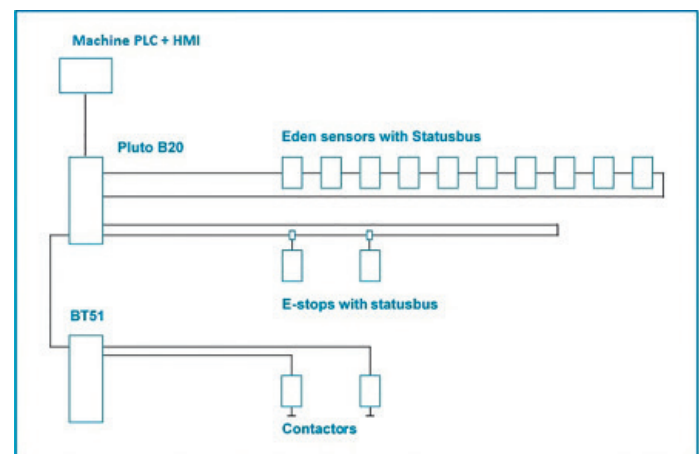 Machine PLC + HMI
Pluto B20
Eden sensors with Statusbus
E-stops with statusbus
BT51
Contactors